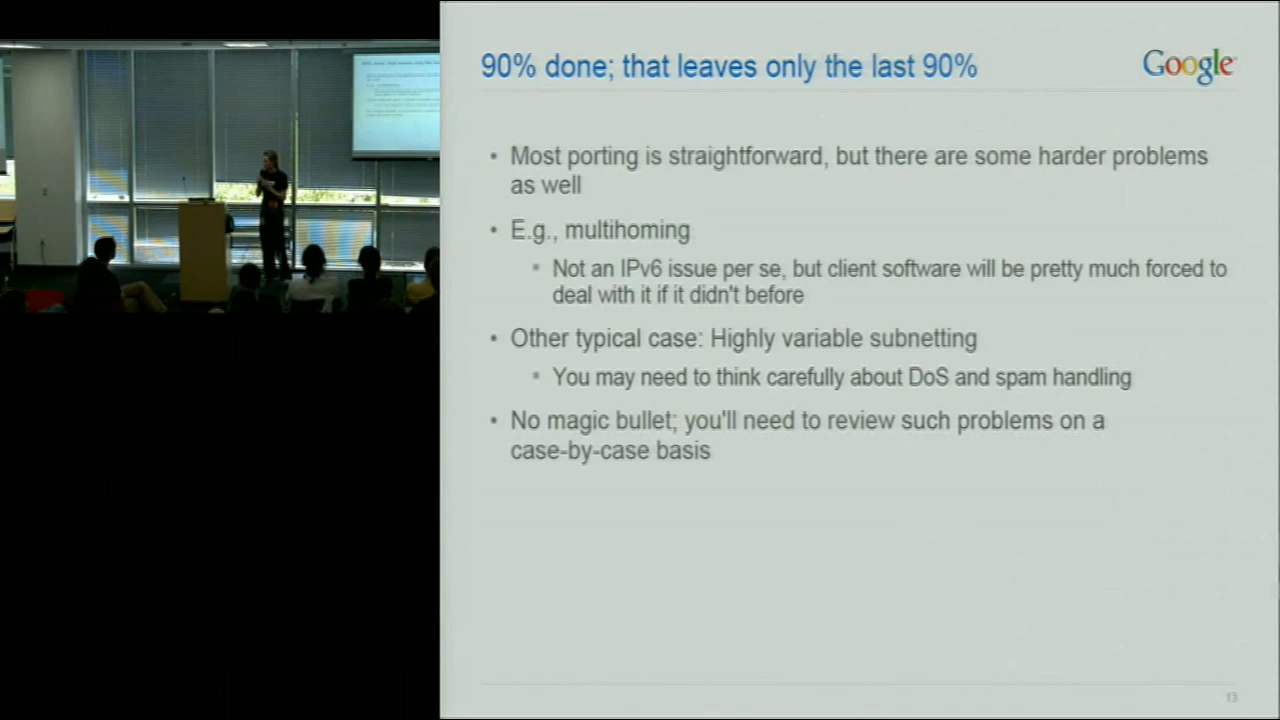 90% done; that leaves only the last 90%
Google
• Most porting is straightforward, but there are some harder problems
as well
• E.g., multihoming
• Not an IPv6 issue per se, but client software will be pretty much forced to
deal with it if it didn't before
• Other typical case: Highly variable subnetting
• You may need to think carefully about DoS and spam handling
• No magic bullet; you'll need to review such problems on a
case-by-case basis
13